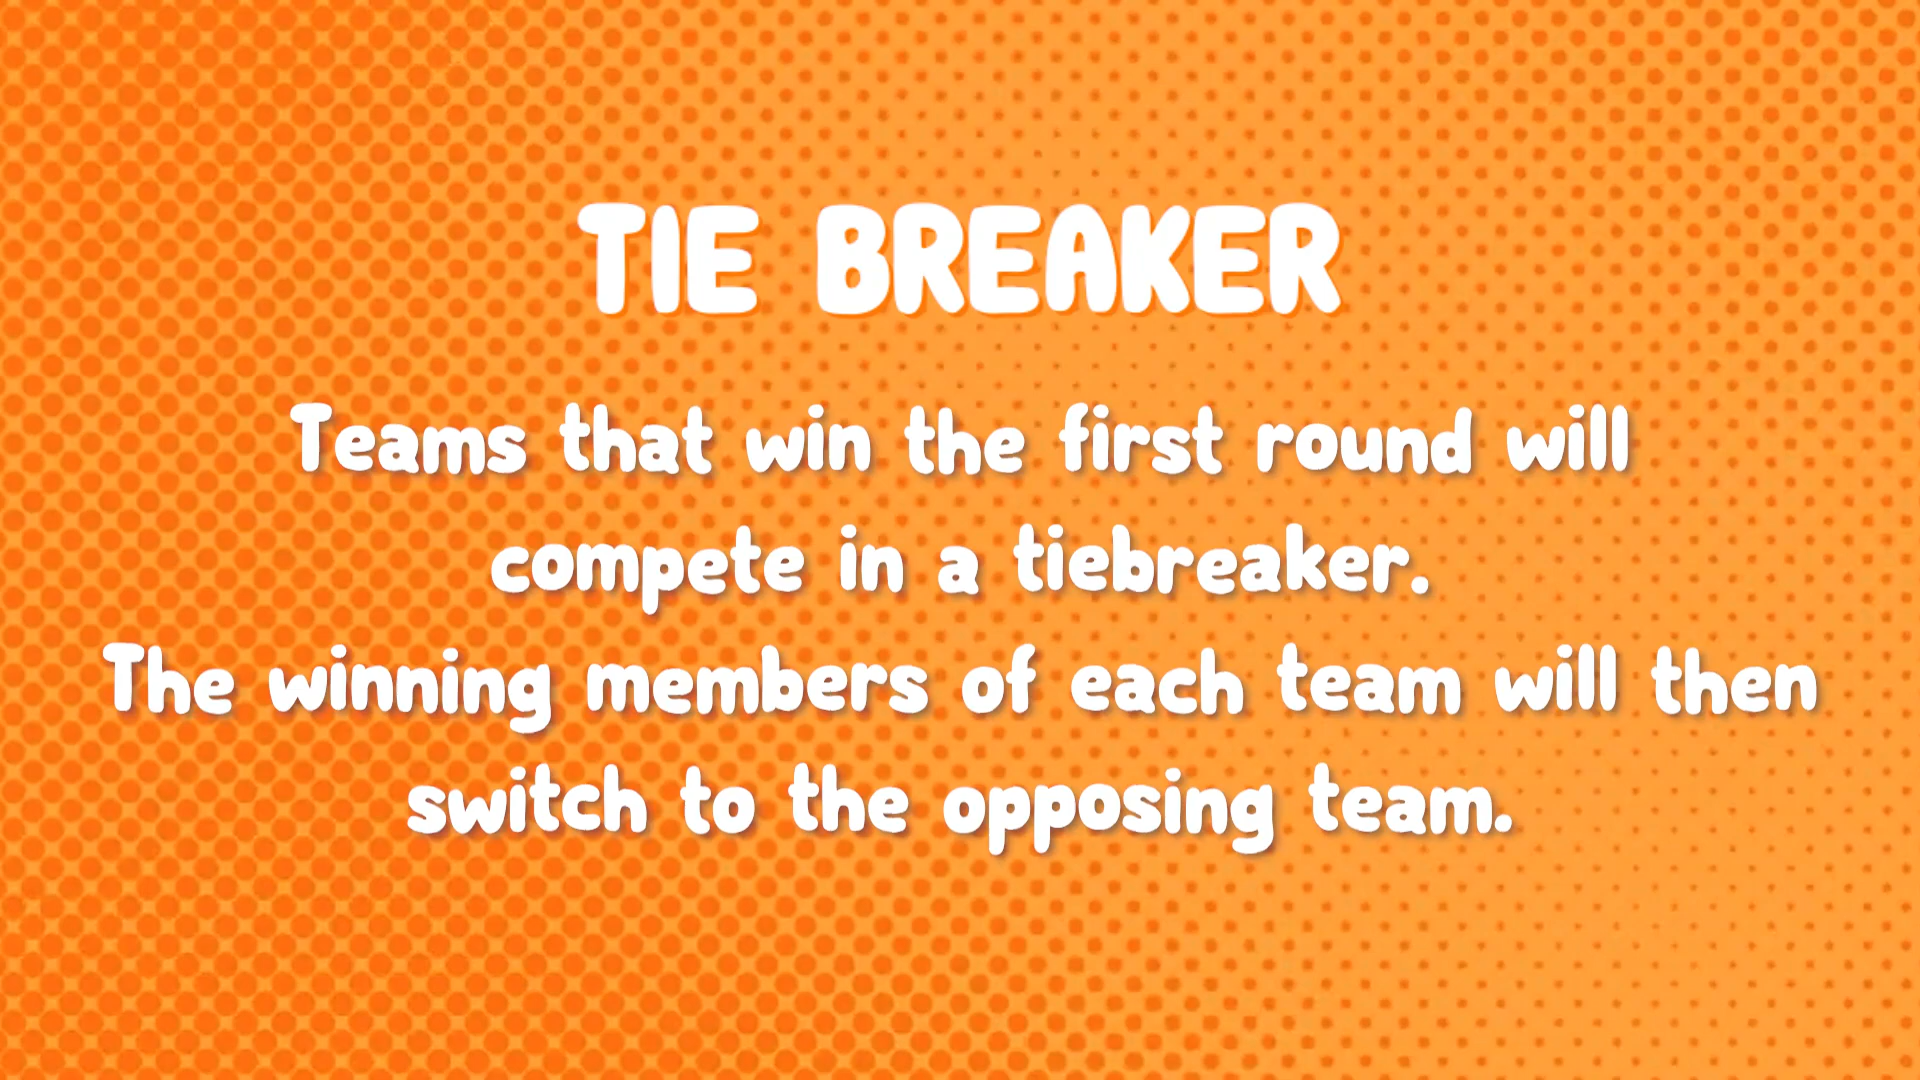 TIE BREAKER
Teams that win the first round will
compete in a tiebreaker.
The winning members of each team will then
switch to the opposing team.